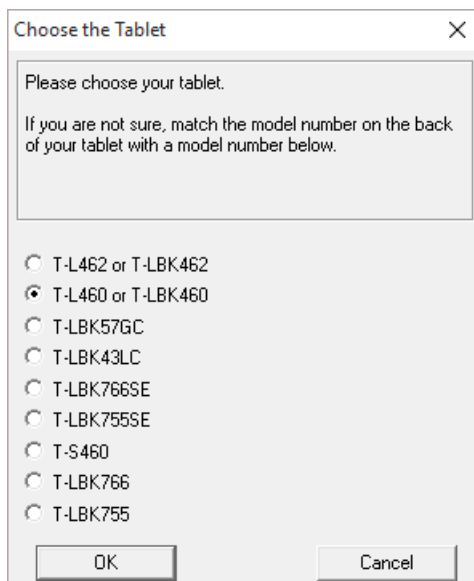 Choose the Tablet
Please choose your tablet.
If you are not sure, match the model number on the back
of your tablet with a model number below.
T-L462 or T-LBK462
T-L460 or T-LBK460
T-LBK57GC
T-LBK43LC
T-LBK766SE
T-LBK755SE
T-S460
T-LBK766
T-LBK755
OK Cancel